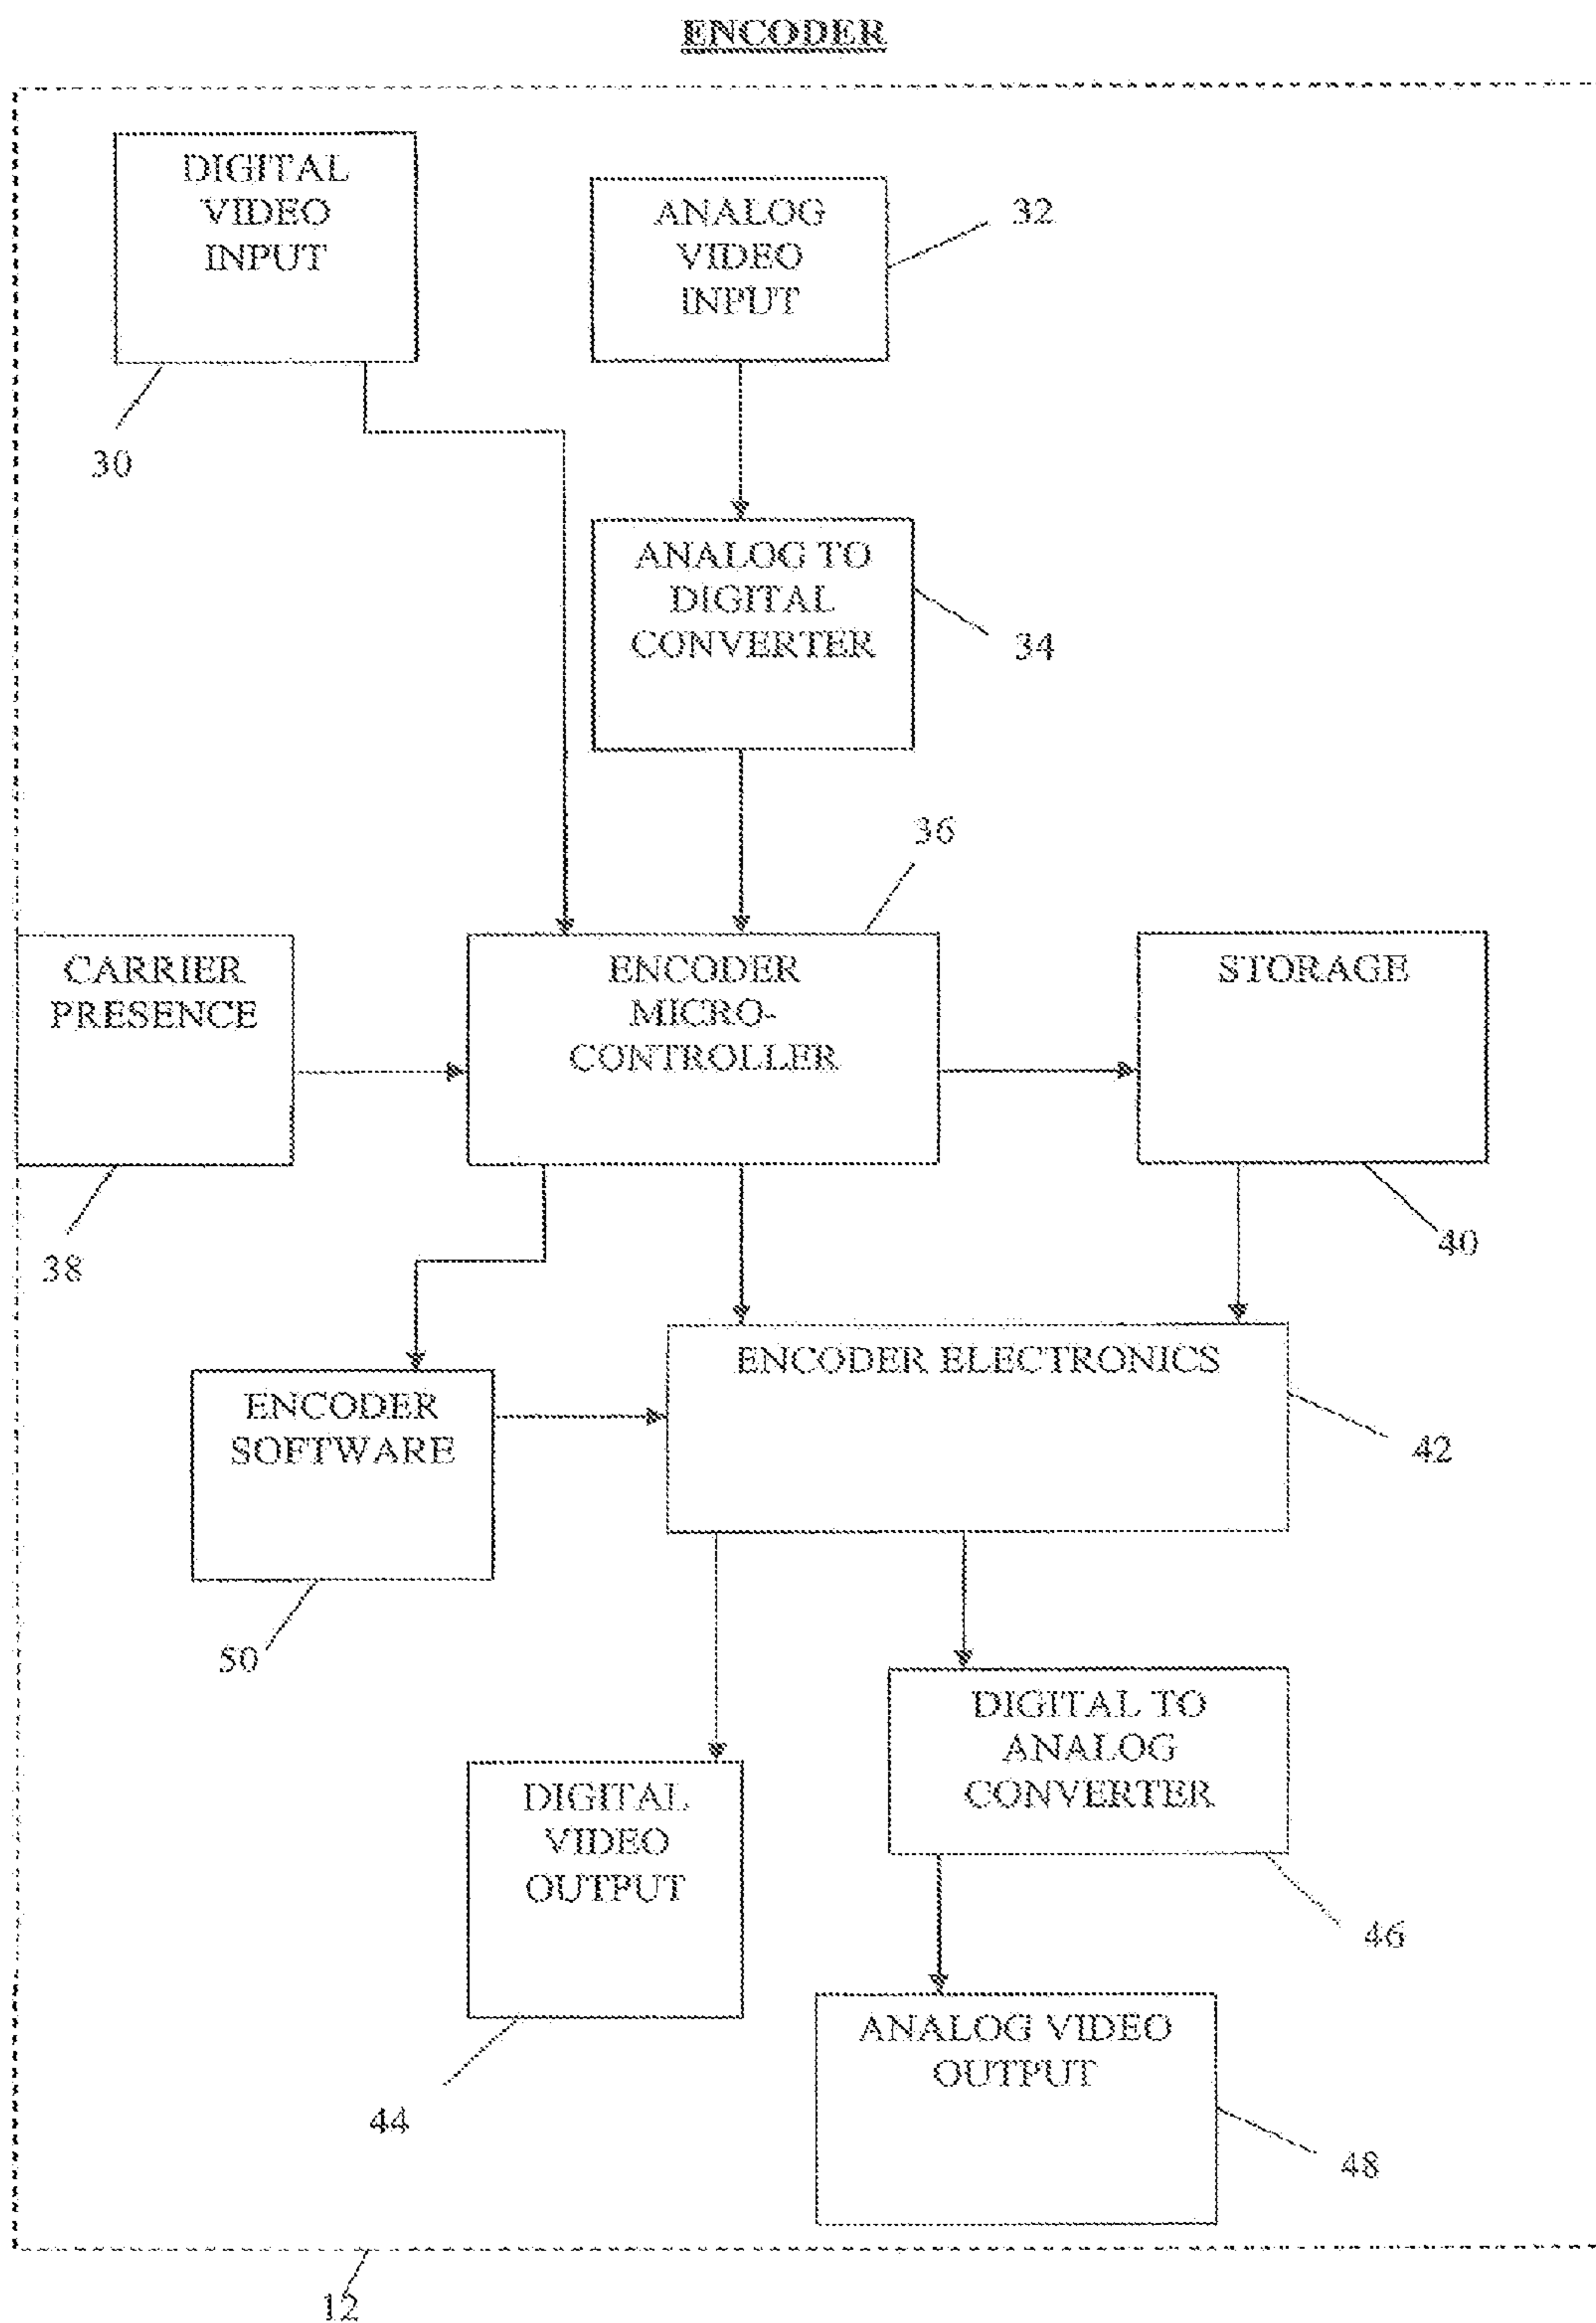 ENCODER
DIGITAL
VIDEO
INPUT
30
ANALOG
VIDEO
INPUT
32
ANALOG TO
DIGITAL
CONVERTER
34
36
CARRIER
PRESENCE
38
ENCODER
MICRO-
CONTROLLER
STORAGE
40
ENCODER ELECTRONICS
42
ENCODER
SOFTWARE
50
DIGITAL TO
ANALOG
CONVERTER
46
DIGITAL
VIDEO
OUTPUT
44
ANALOG VIDEO
OUTPUT
48
12